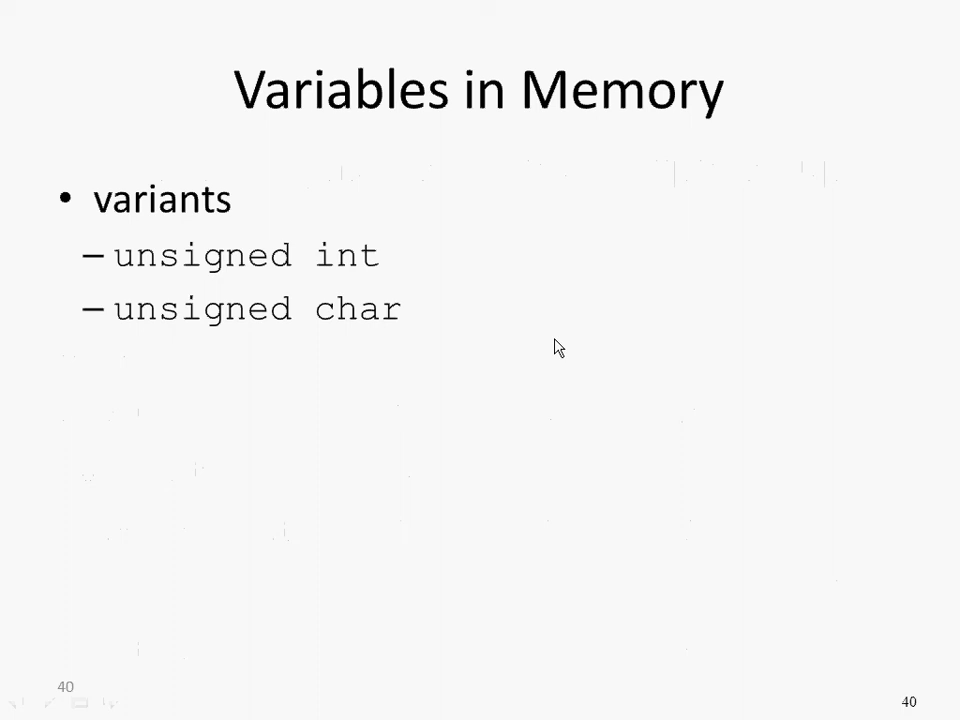 Variables in Memory
• variants
– unsigned int
– unsigned char
40
40